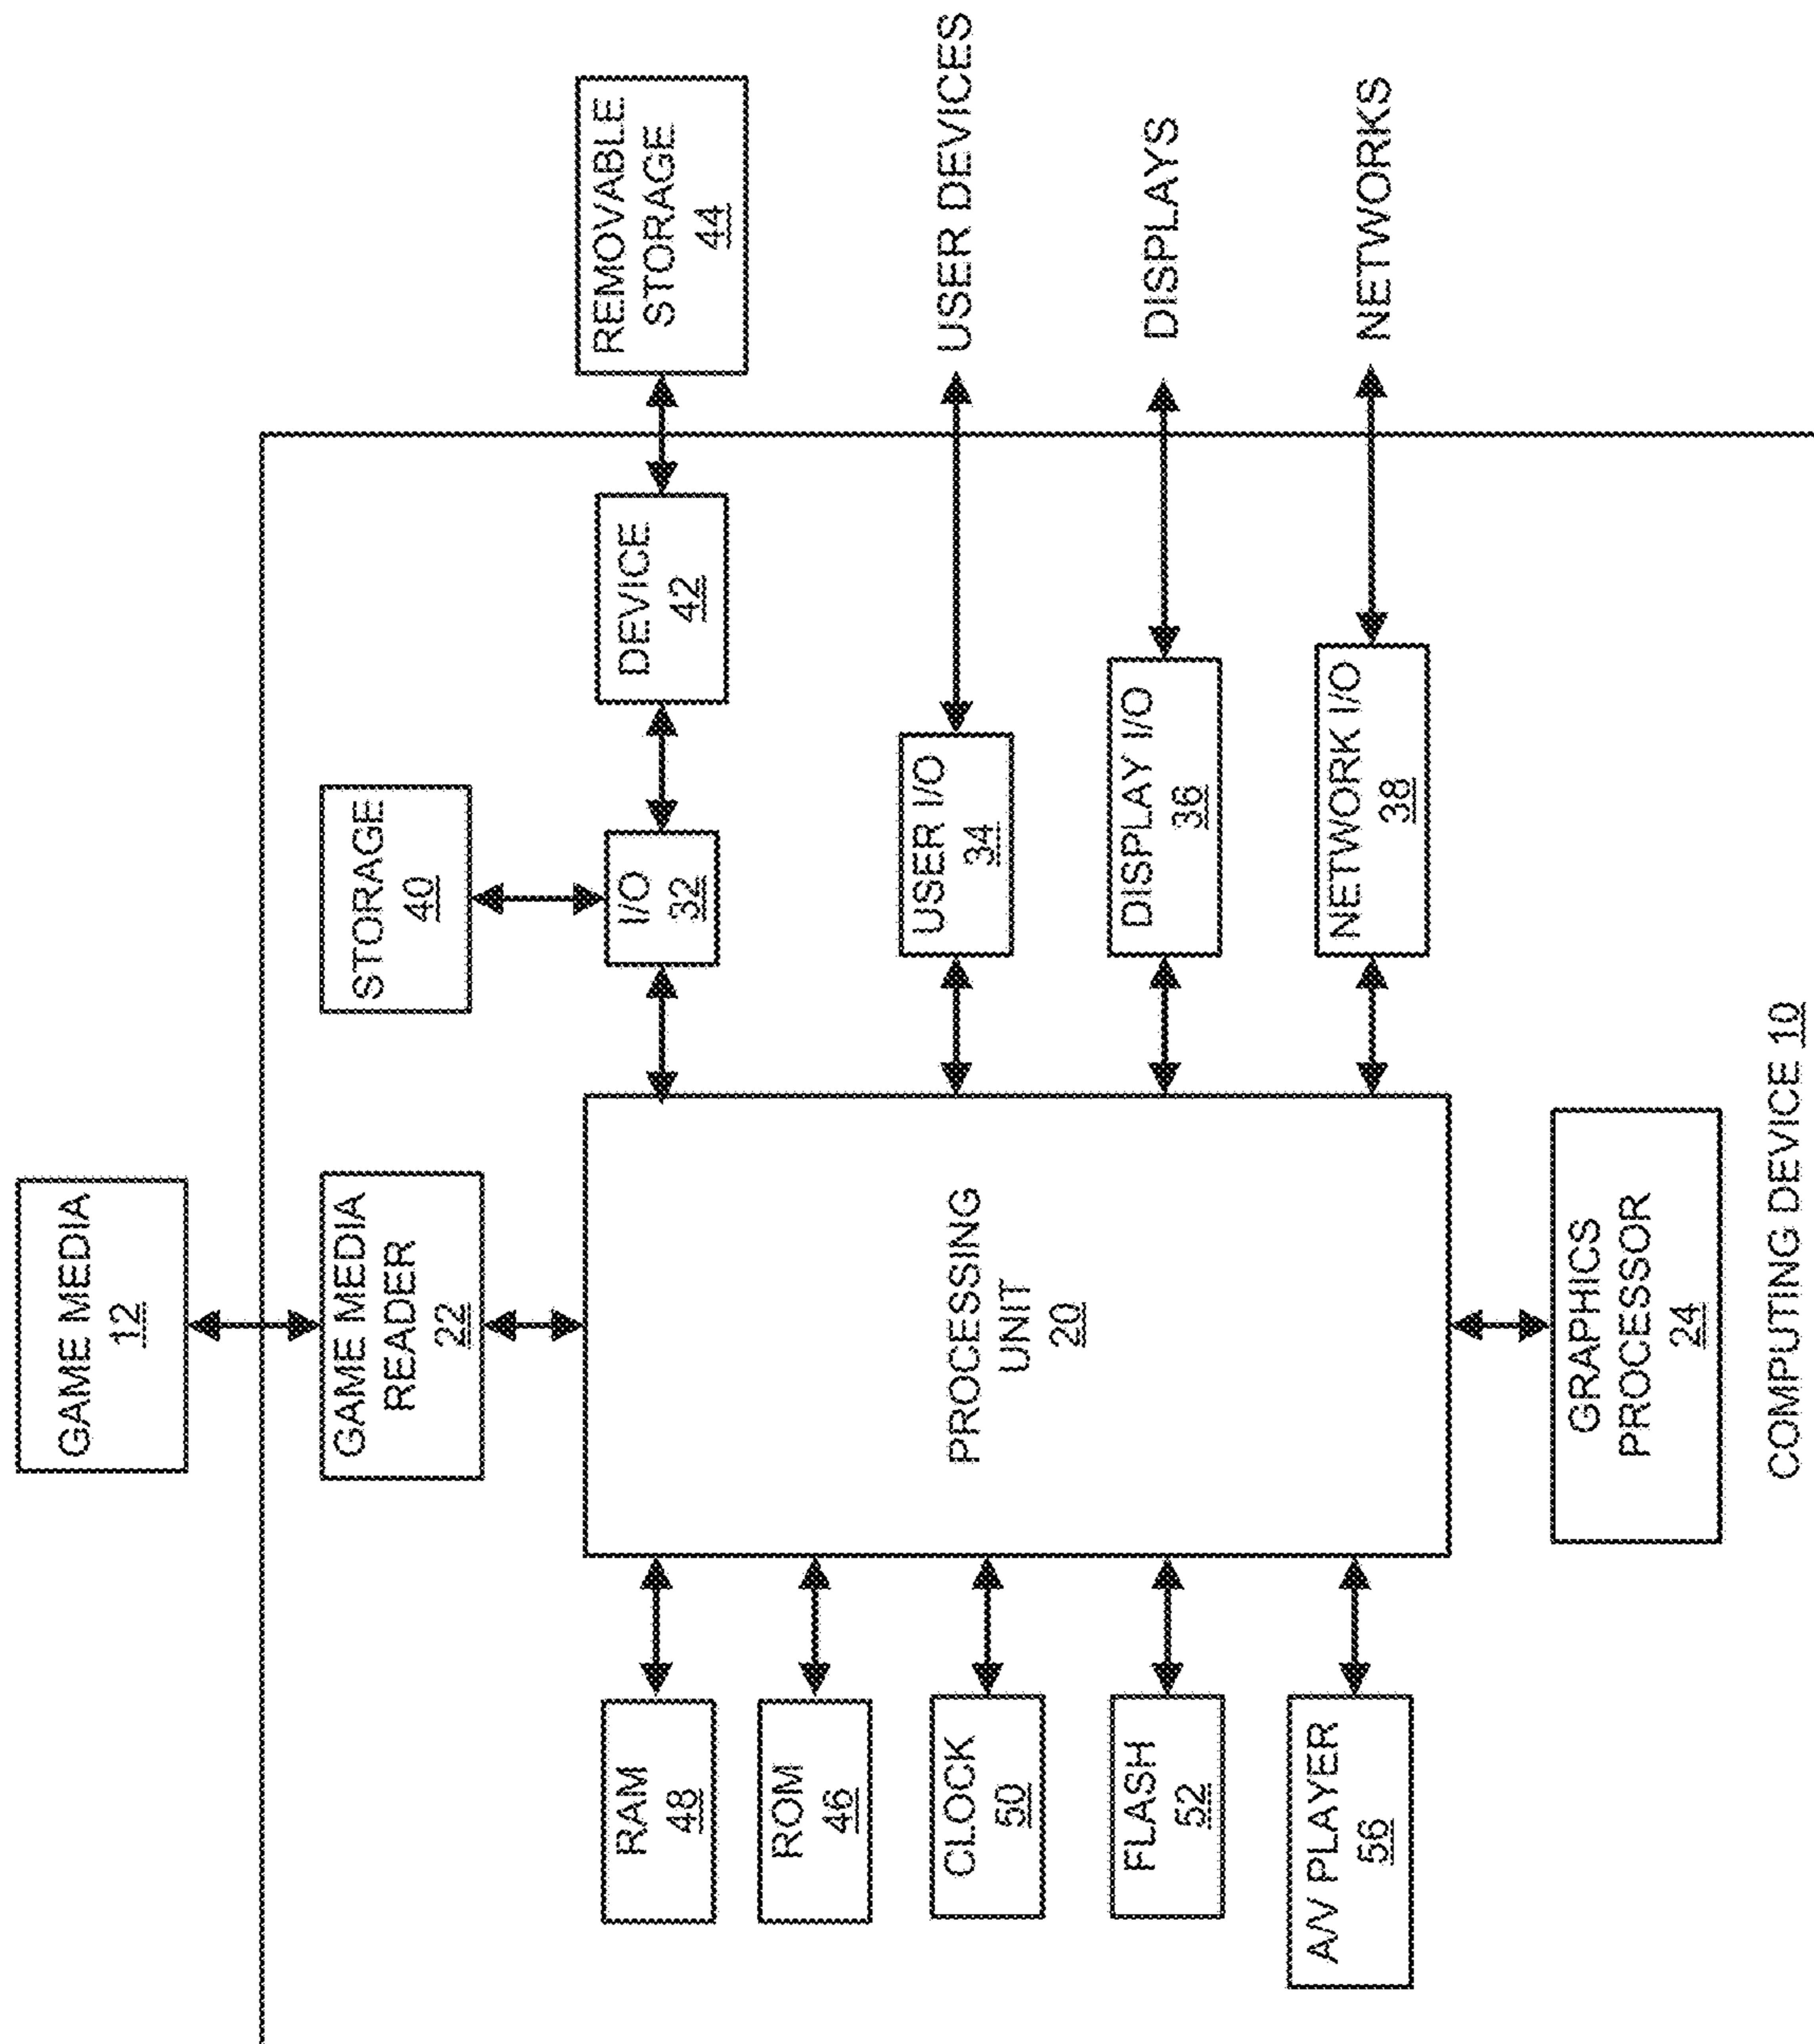 GAME MEDIA
12
GAME MEDIA
READER
22
STORAGE
40
RAM
48
I/O
32
DEVICE
42
REMOVABLE
STORAGE
44
ROM
46
PROCESSING
UNIT
20
CLOCK
50
USER I/O
34
USER DEVICES
FLASH
52
DISPLAY I/O
36
DISPLAYS
A/V PLAYER
56
NETWORK I/O
38
NETWORKS
GRAPHICS
PROCESSOR
24
COMPUTING DEVICE 10